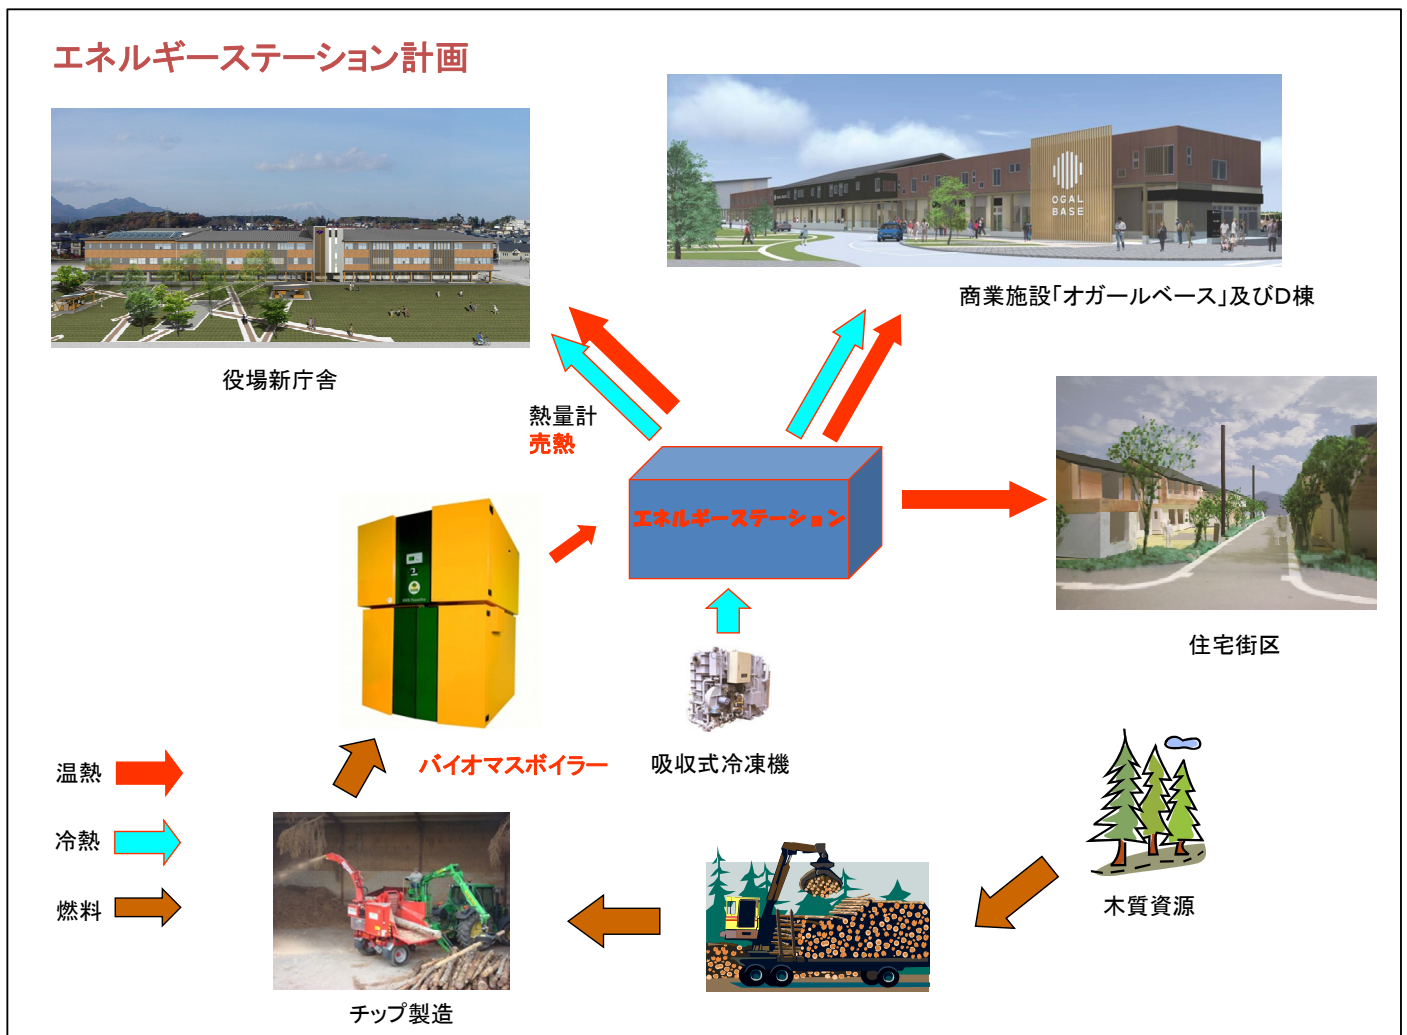 エネルギーステーション計画
OGAL
BASE
商業施設「オガールベース」及びD棟
役場新庁舎
熱量計
売熱
エネルギーステーション
住宅街区
バイオマスボイラー
吸収式冷凍機
温熱
冷熱
燃料
木質資源
チップ製造